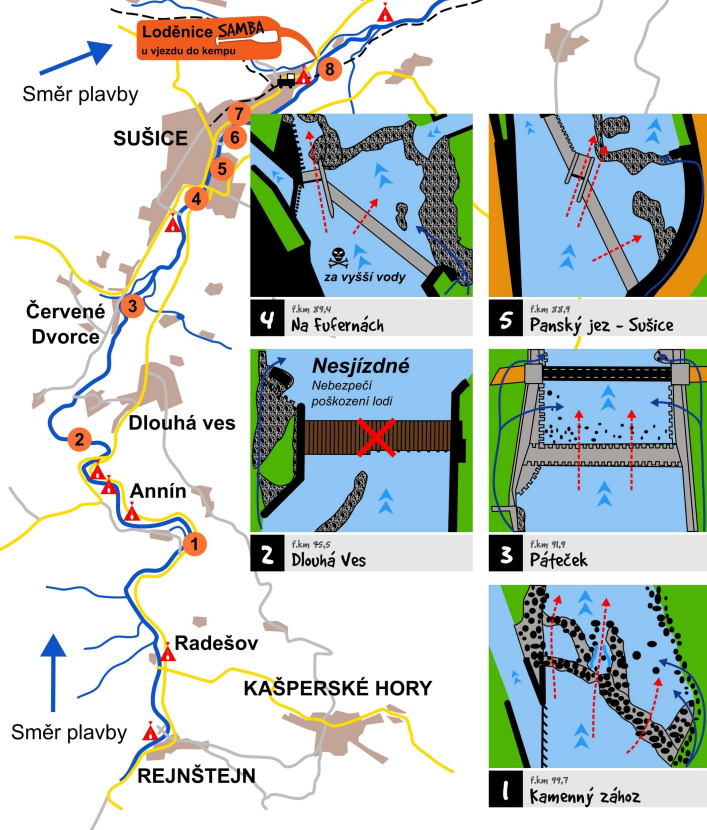 Loděnice SAMBA
u vjezdu do kempu
Směr plavby
SUŠICE
8
7
6
5
4
3
Červené
Dvorce
Dlouhá ves
2
Annín
1
Radešov
KAŠPERSKÉ HORY
Směr plavby
REJNŠTEJN
za vyšší vody
4
ř.km 89,4
Na Fufernách
5
ř.km 88,9
Panský jez - Sušice
Nesjízdné
Nebezpečí
poškození lodi
2
ř.km 95,5
Dlouhá Ves
3
ř.km 91,9
Páteček
1
ř.km 99,7
Kamenný zához